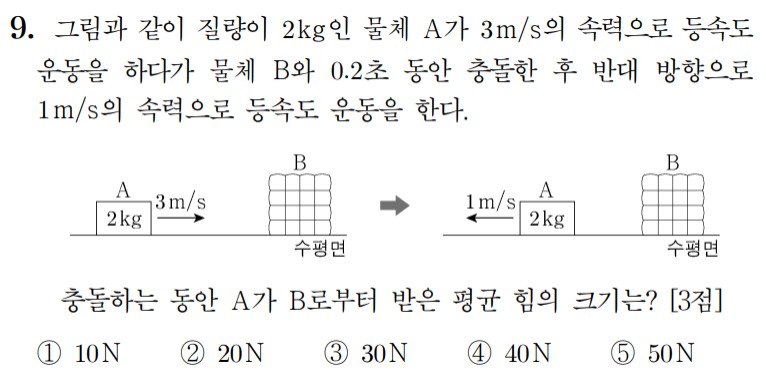 9. 그림과 같이 질량이 2kg인 물체 A가 3m/s의 속력으로 등속도
운동을 하다가 물체 B와 0.2초 동안 충돌한 후 반대 방향으로
1m/s의 속력으로 등속도 운동을 한다.
A
2kg
3m/s
B
수평면
1m/s
A
2kg
B
수평면
충돌하는 동안 A가 B로부터 받은 평균 힘의 크기는? [3점]
① 10N ② 20N ③ 30N ④ 40N ⑤ 50N